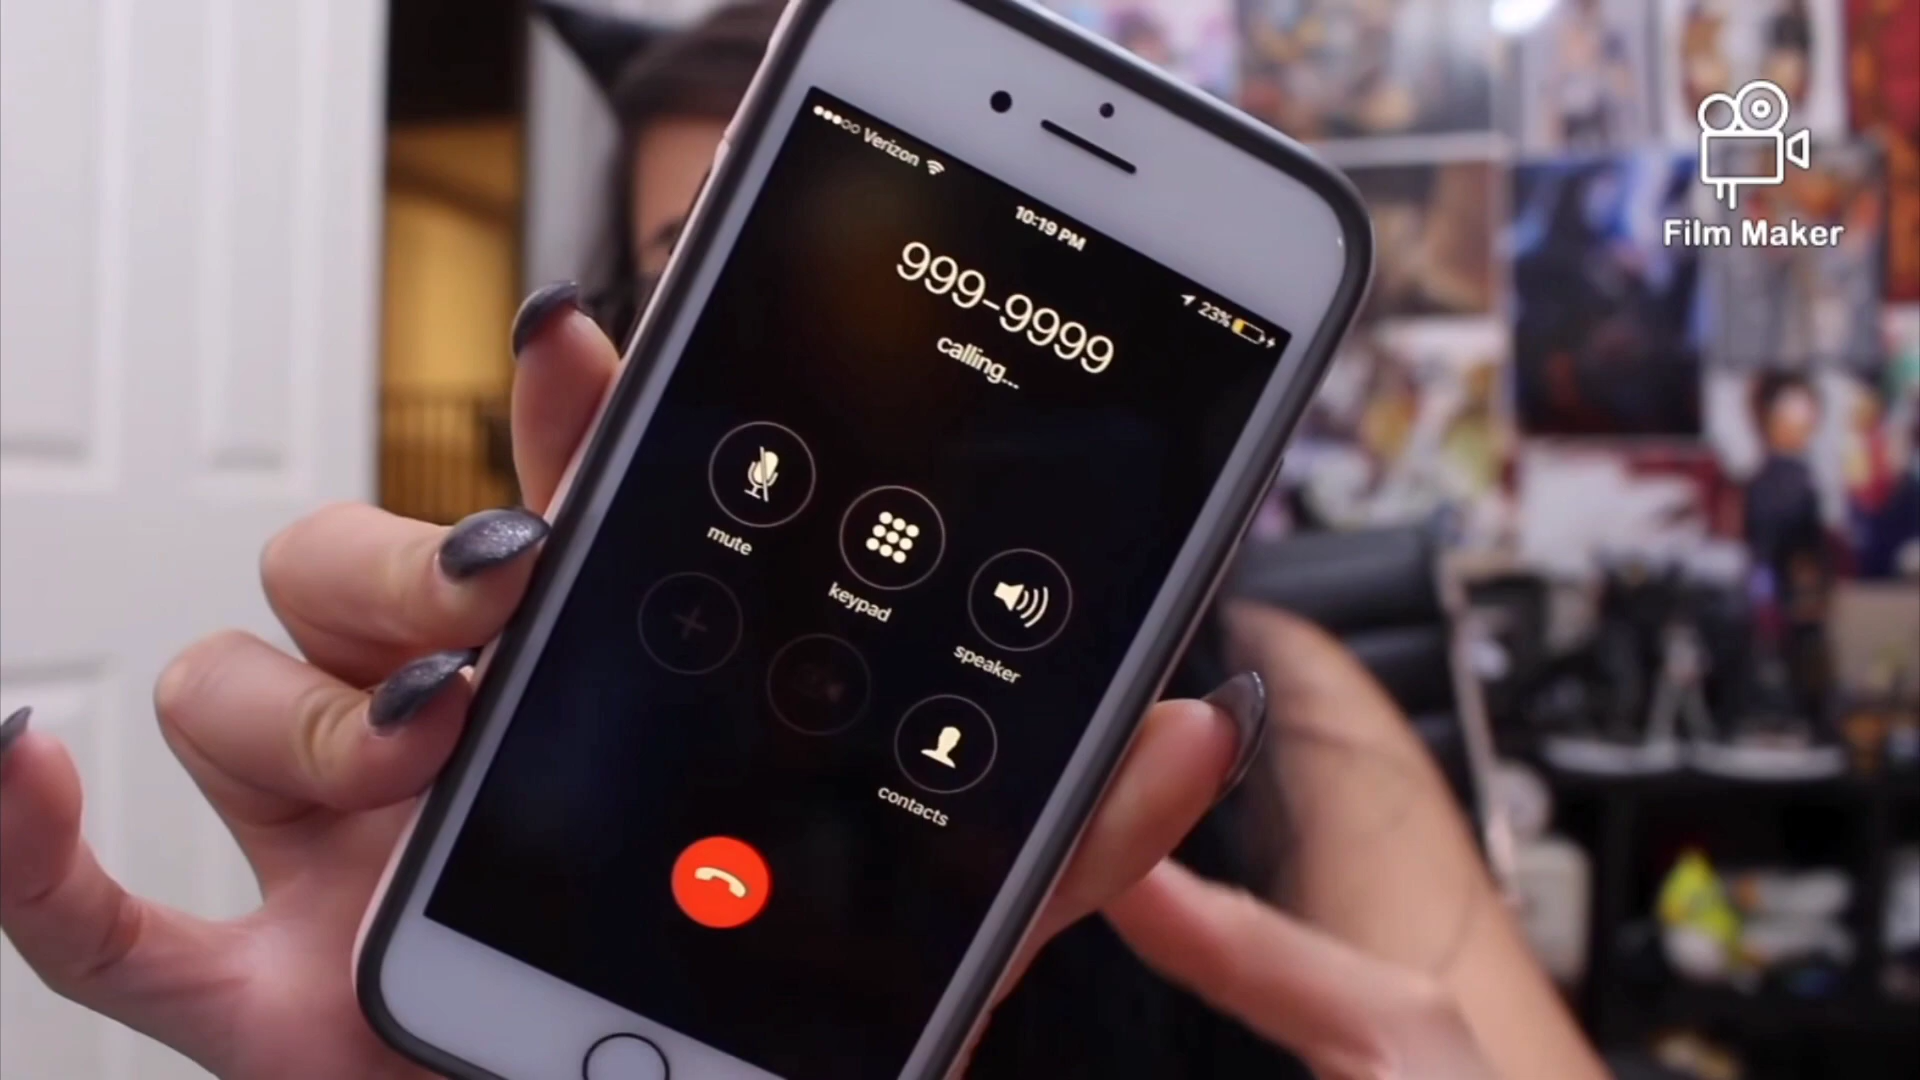 ●●●○○ Verizon
10:19 PM
23%
999-9999
calling...
mute
keypad
speaker
contacts
Film Maker